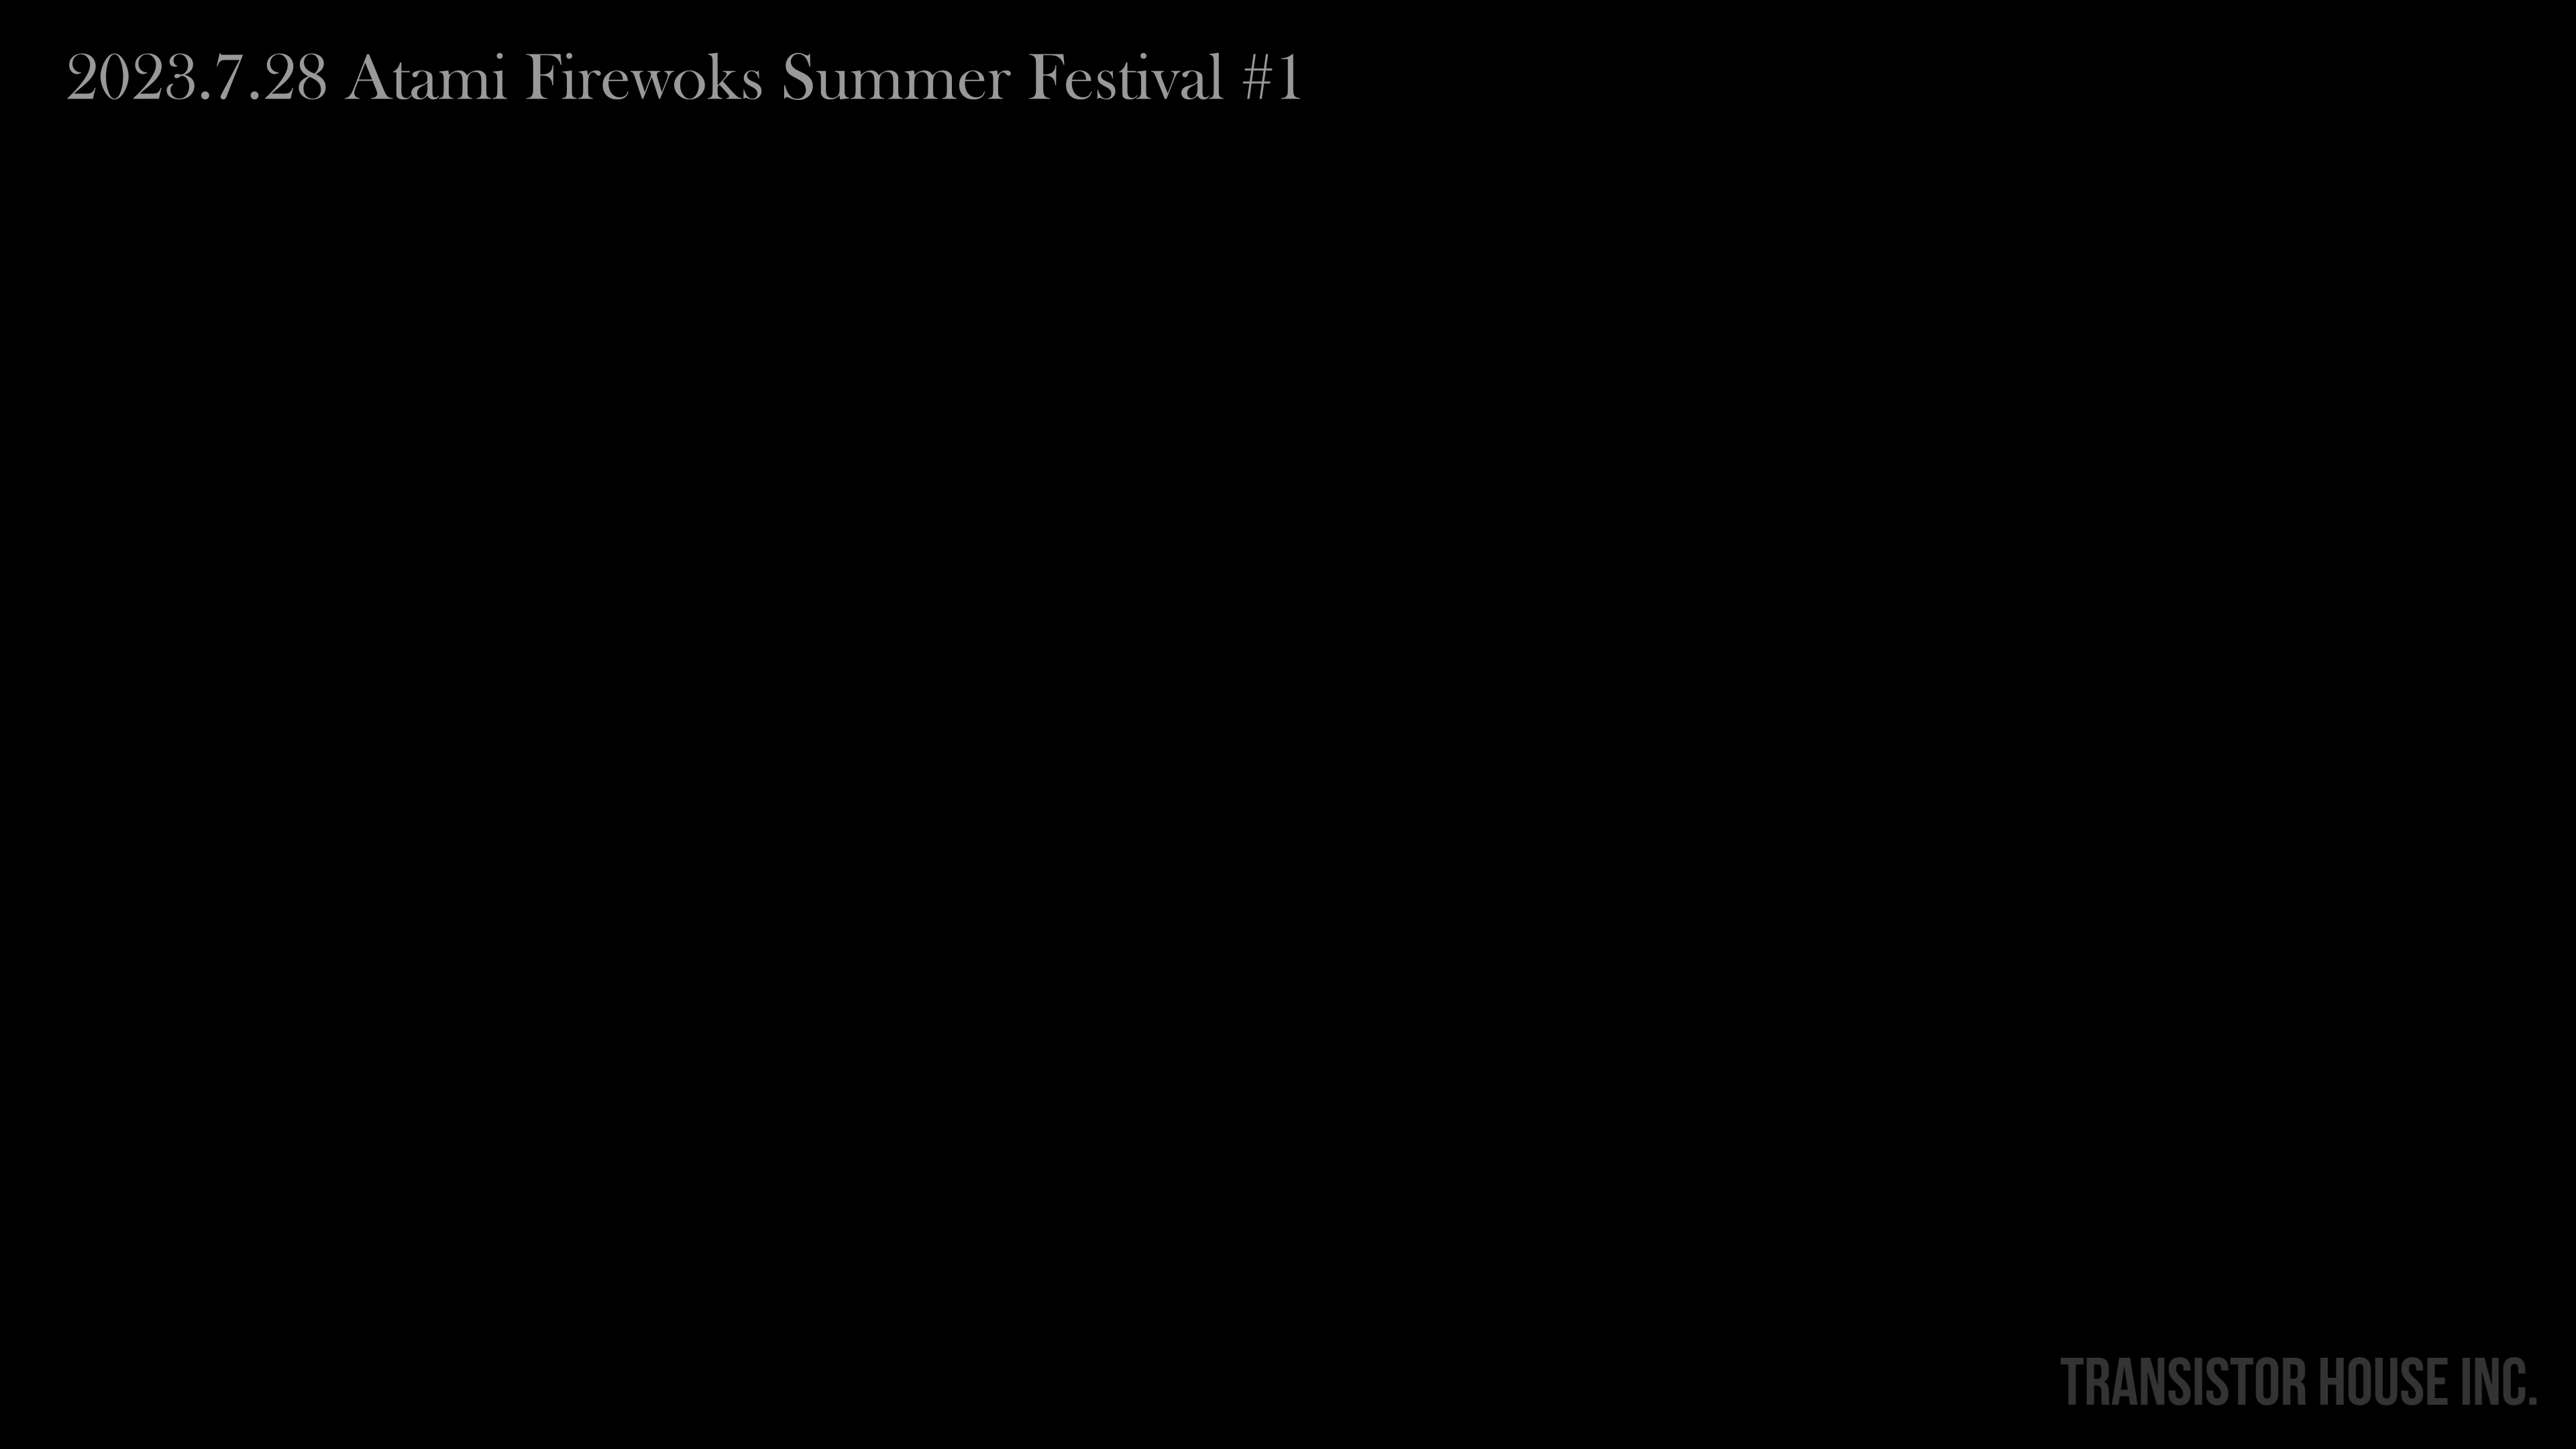 2023.7.28 Atami Firewoks Summer Festival #1
TRANSISTOR HOUSE INC.